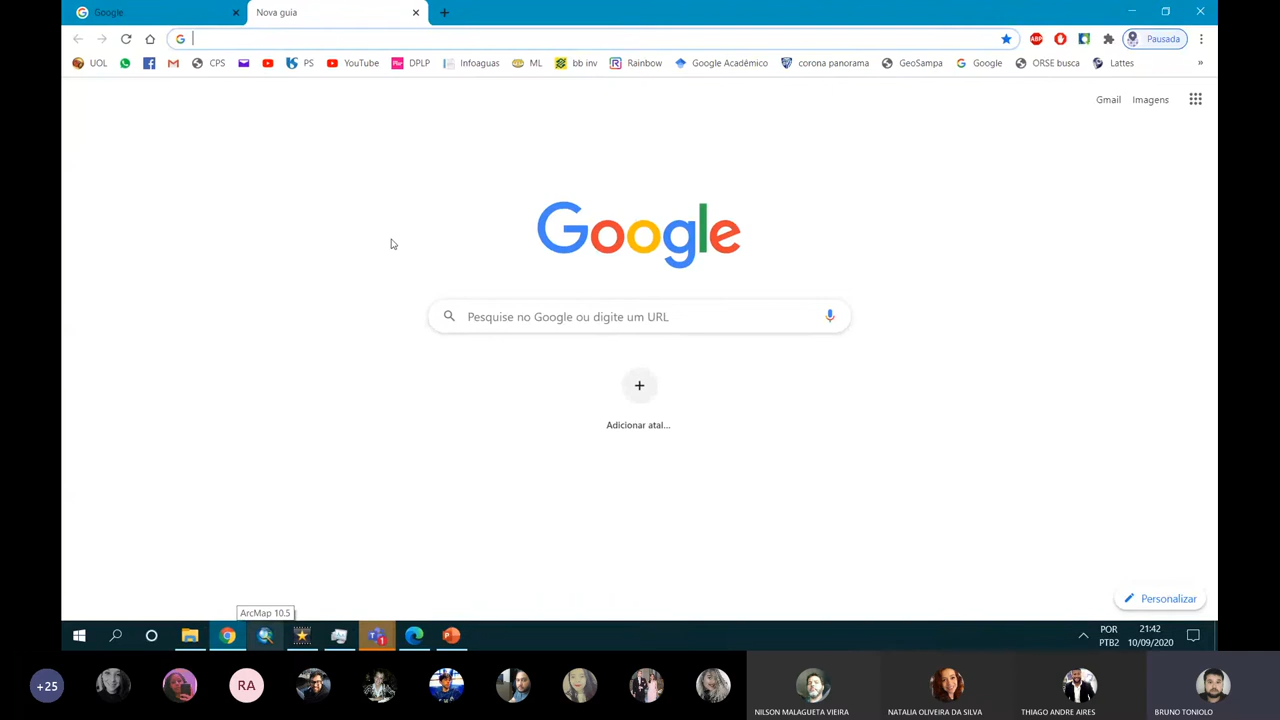 Google
Nova guia
UOL
CPS
PS
YouTube
DPLP
Infoaguas
ML
bb inv
Rainbow
Google Acadêmico
corona panorama
GeoSampa
Google
ORSE busca
Lattes
»
ABP
Pausada
Gmail
Imagens
Google
Pesquise no Google ou digite um URL
Adicionar atal...
Personalizar
ArcMap 10.5
POR
PTB2
21:42
10/09/2020
+25
RA
NILSON MALAGUETA VIEIRA
NATALIA OLIVEIRA DA SILVA
THIAGO ANDRE AIRES
BRUNO TONIOLO